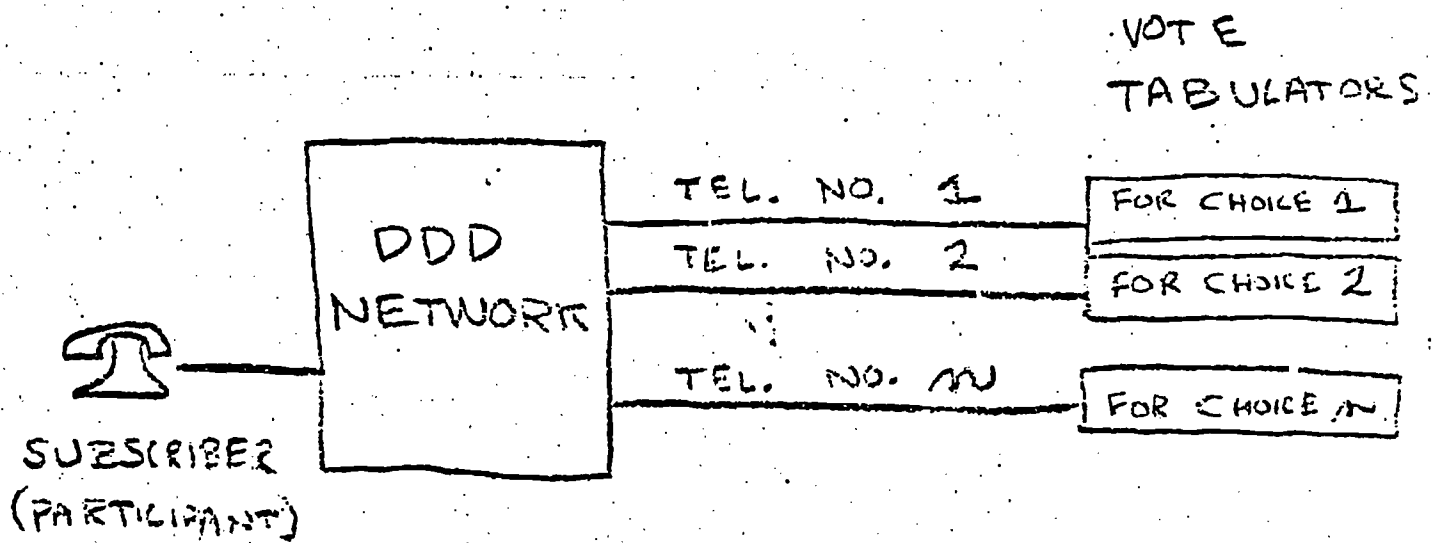 VOTE
TABULATORS
TEL. NO. 1
FOR CHOICE 1
DDD
NETWORK
TEL. NO. 2
FOR CHOICE 2
TEL. NO. n
FOR CHOICE n
SUBSCRIBER
(PARTICIPANT)